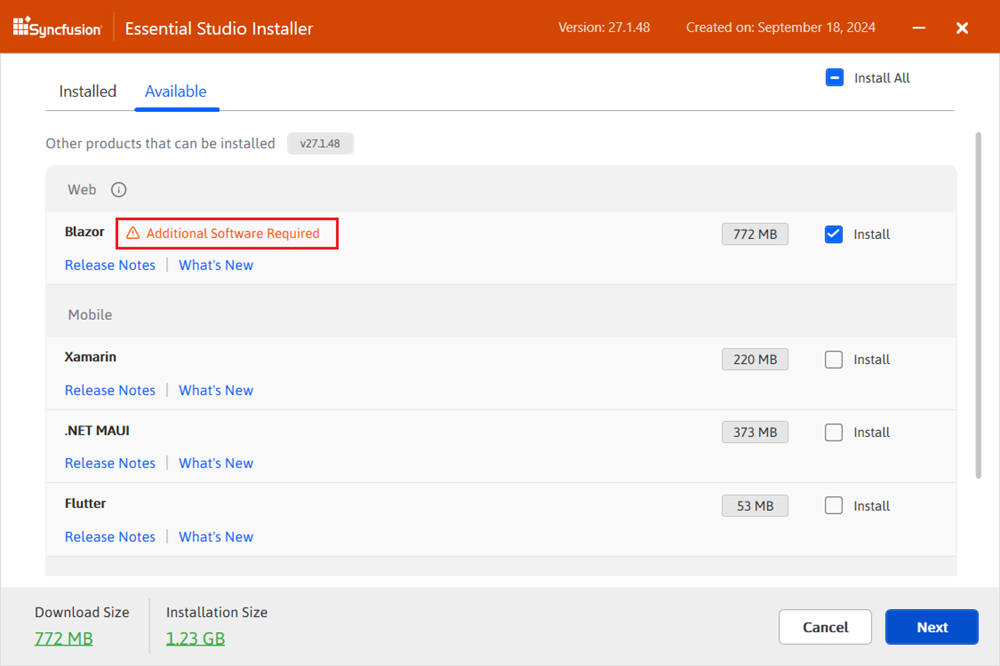 Syncfusion Essential Studio Installer Version: 27.1.48 Created on: September 18, 2024
Installed Available Install All
Other products that can be installed v27.1.48
Web
Blazor Additional Software Required 772 MB Install
Release Notes | What's New
Mobile
Xamarin 220 MB Install
Release Notes | What's New
.NET MAUI 373 MB Install
Release Notes | What's New
Flutter 53 MB Install
Release Notes | What's New
Download Size Installation Size
772 MB 1.23 GB
Cancel Next